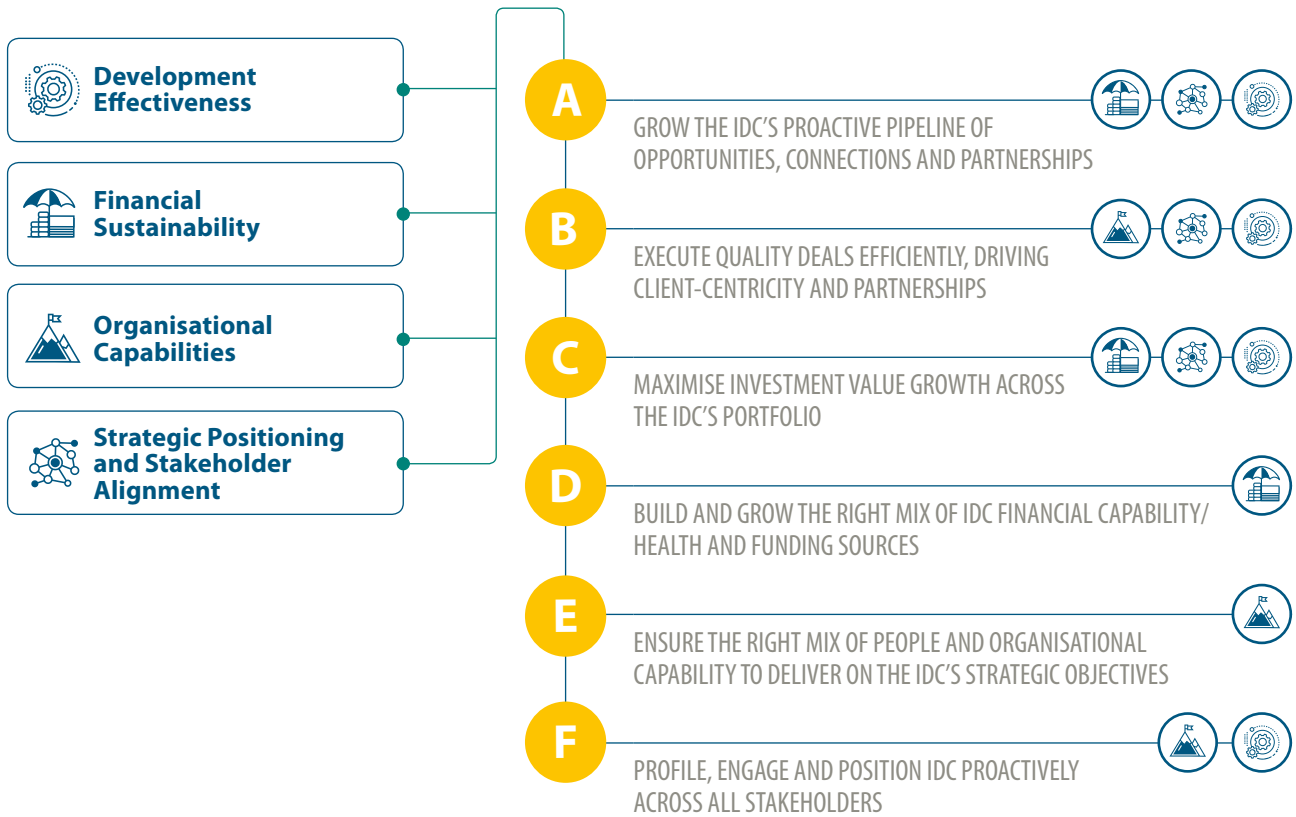 Development
Effectiveness
Financial
Sustainability
Organisational
Capabilities
Strategic Positioning
and Stakeholder
Alignment
A
GROW THE IDC'S PROACTIVE PIPELINE OF
OPPORTUNITIES, CONNECTIONS AND PARTNERSHIPS
B
EXECUTE QUALITY DEALS EFFICIENTLY, DRIVING
CLIENT-CENTRICITY AND PARTNERSHIPS
C
MAXIMISE INVESTMENT VALUE GROWTH ACROSS
THE IDC'S PORTFOLIO
D
BUILD AND GROW THE RIGHT MIX OF IDC FINANCIAL CAPABILITY/
HEALTH AND FUNDING SOURCES
E
ENSURE THE RIGHT MIX OF PEOPLE AND ORGANISATIONAL
CAPABILITY TO DELIVER ON THE IDC'S STRATEGIC OBJECTIVES
F
PROFILE, ENGAGE AND POSITION IDC PROACTIVELY
ACROSS ALL STAKEHOLDERS